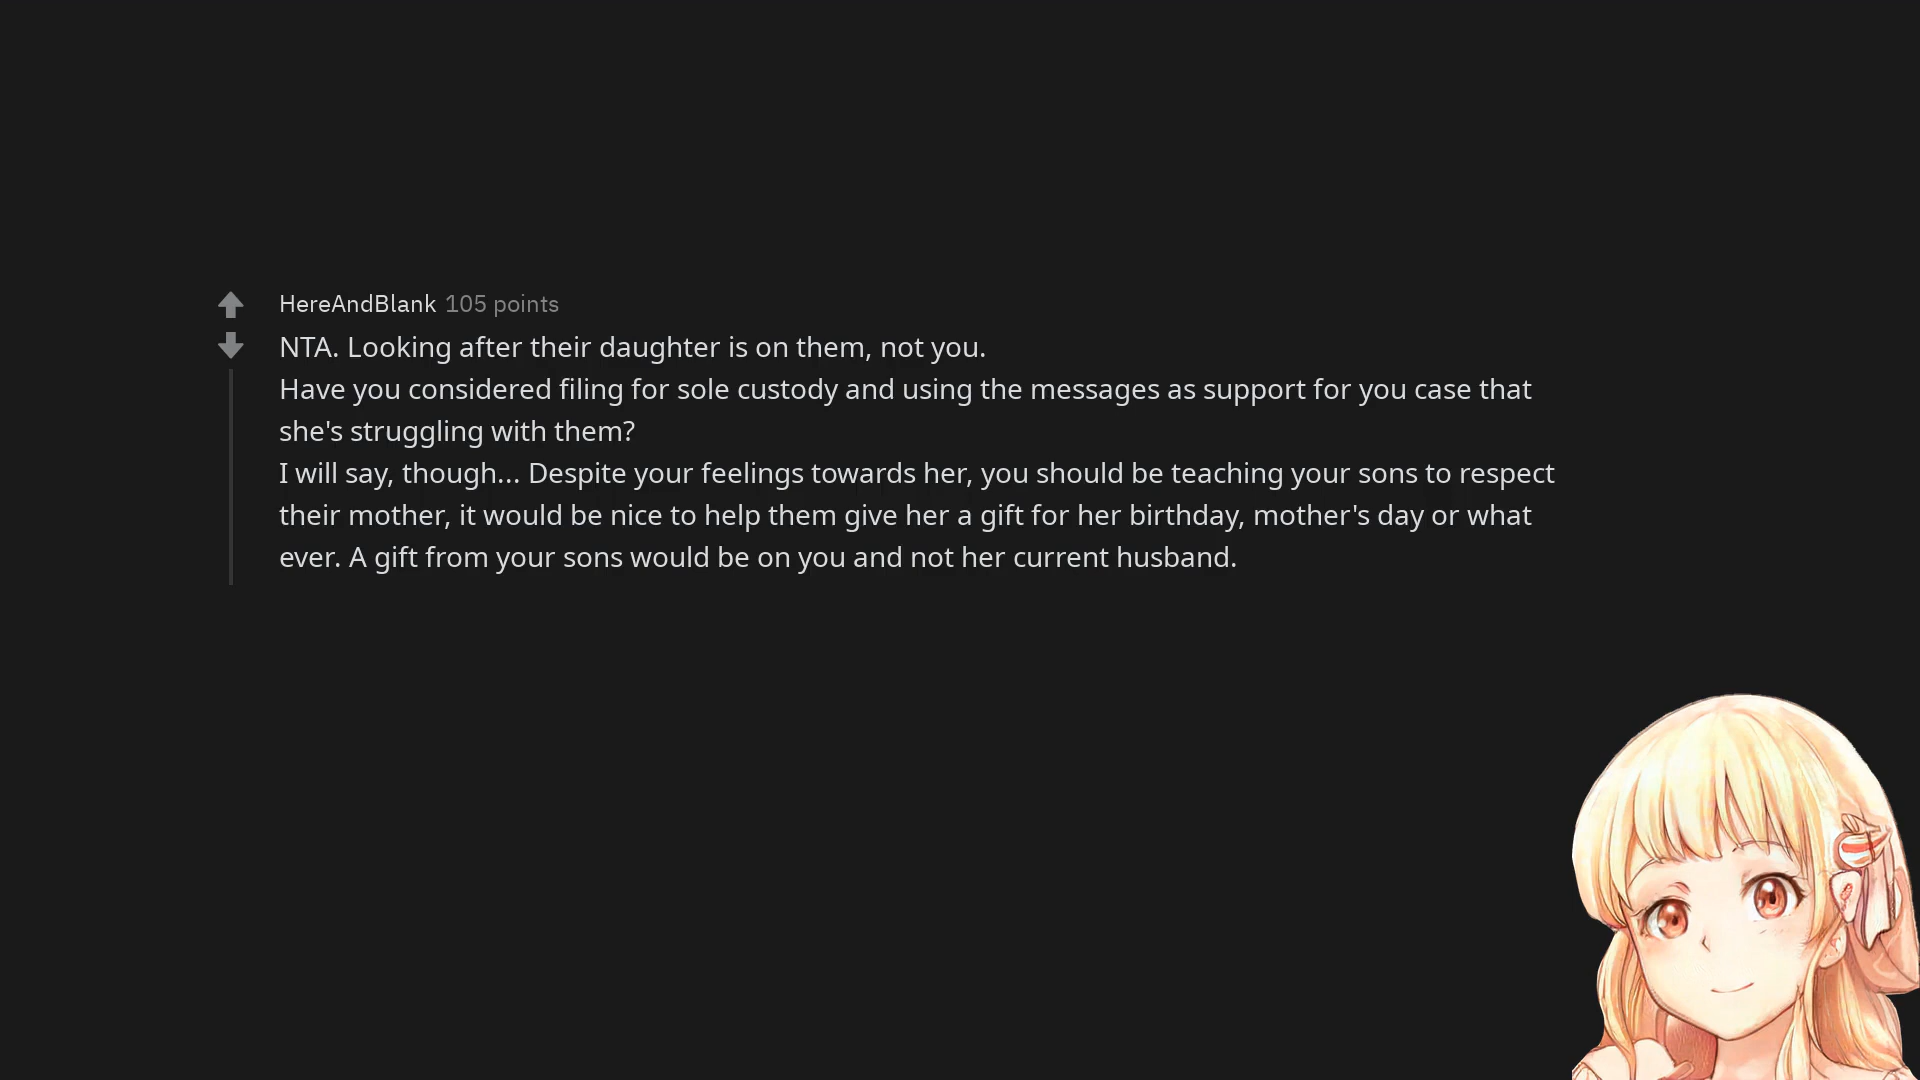 HereAndBlank 105 points
NTA. Looking after their daughter is on them, not you.
Have you considered filing for sole custody and using the messages as support for you case that
she's struggling with them?
I will say, though... Despite your feelings towards her, you should be teaching your sons to respect
their mother, it would be nice to help them give her a gift for her birthday, mother's day or what
ever. A gift from your sons would be on you and not her current husband.